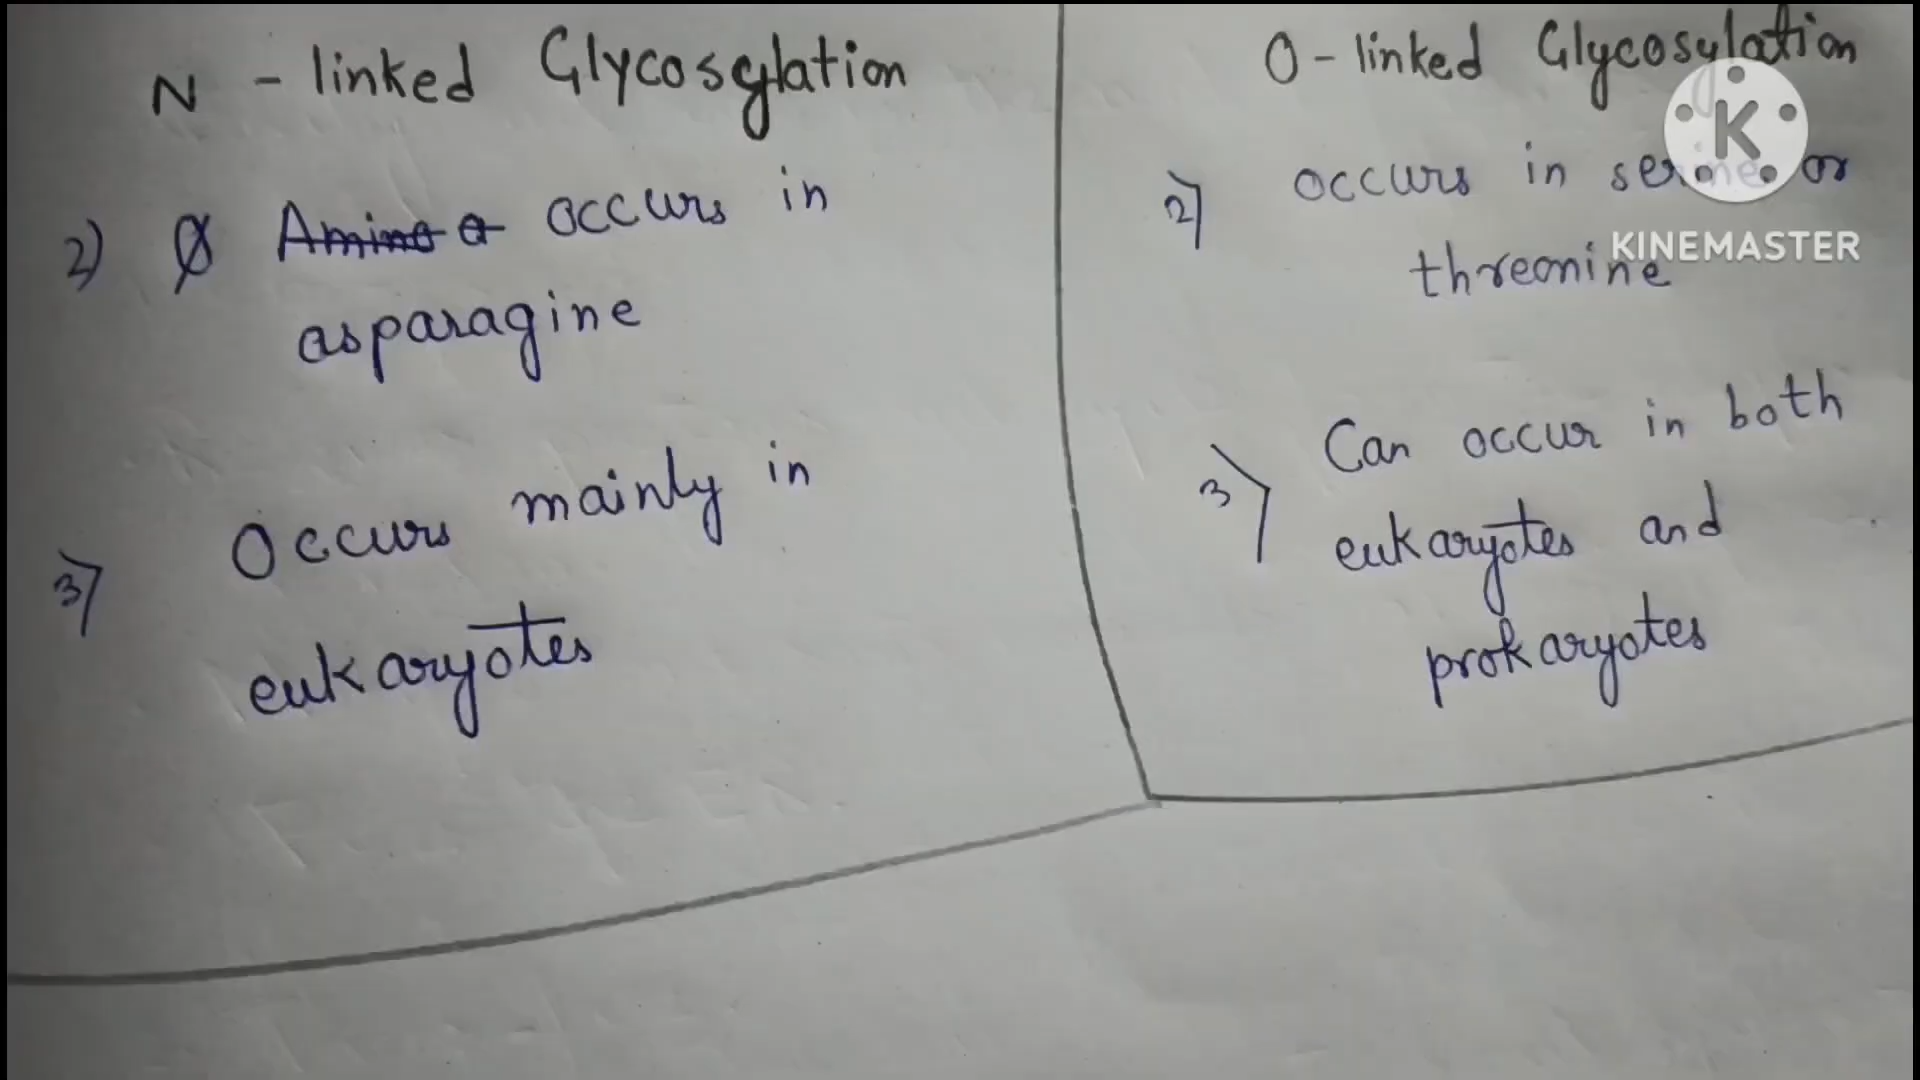 N - linked Glycosylation
2) occurs in
asparagine
3) Occurs mainly in
eukaryotes
O - linked Glycosylation
2) occurs in serine or
threonine
3) Can occur in both
eukaryotes and
prokaryotes
K
KINEMASTER